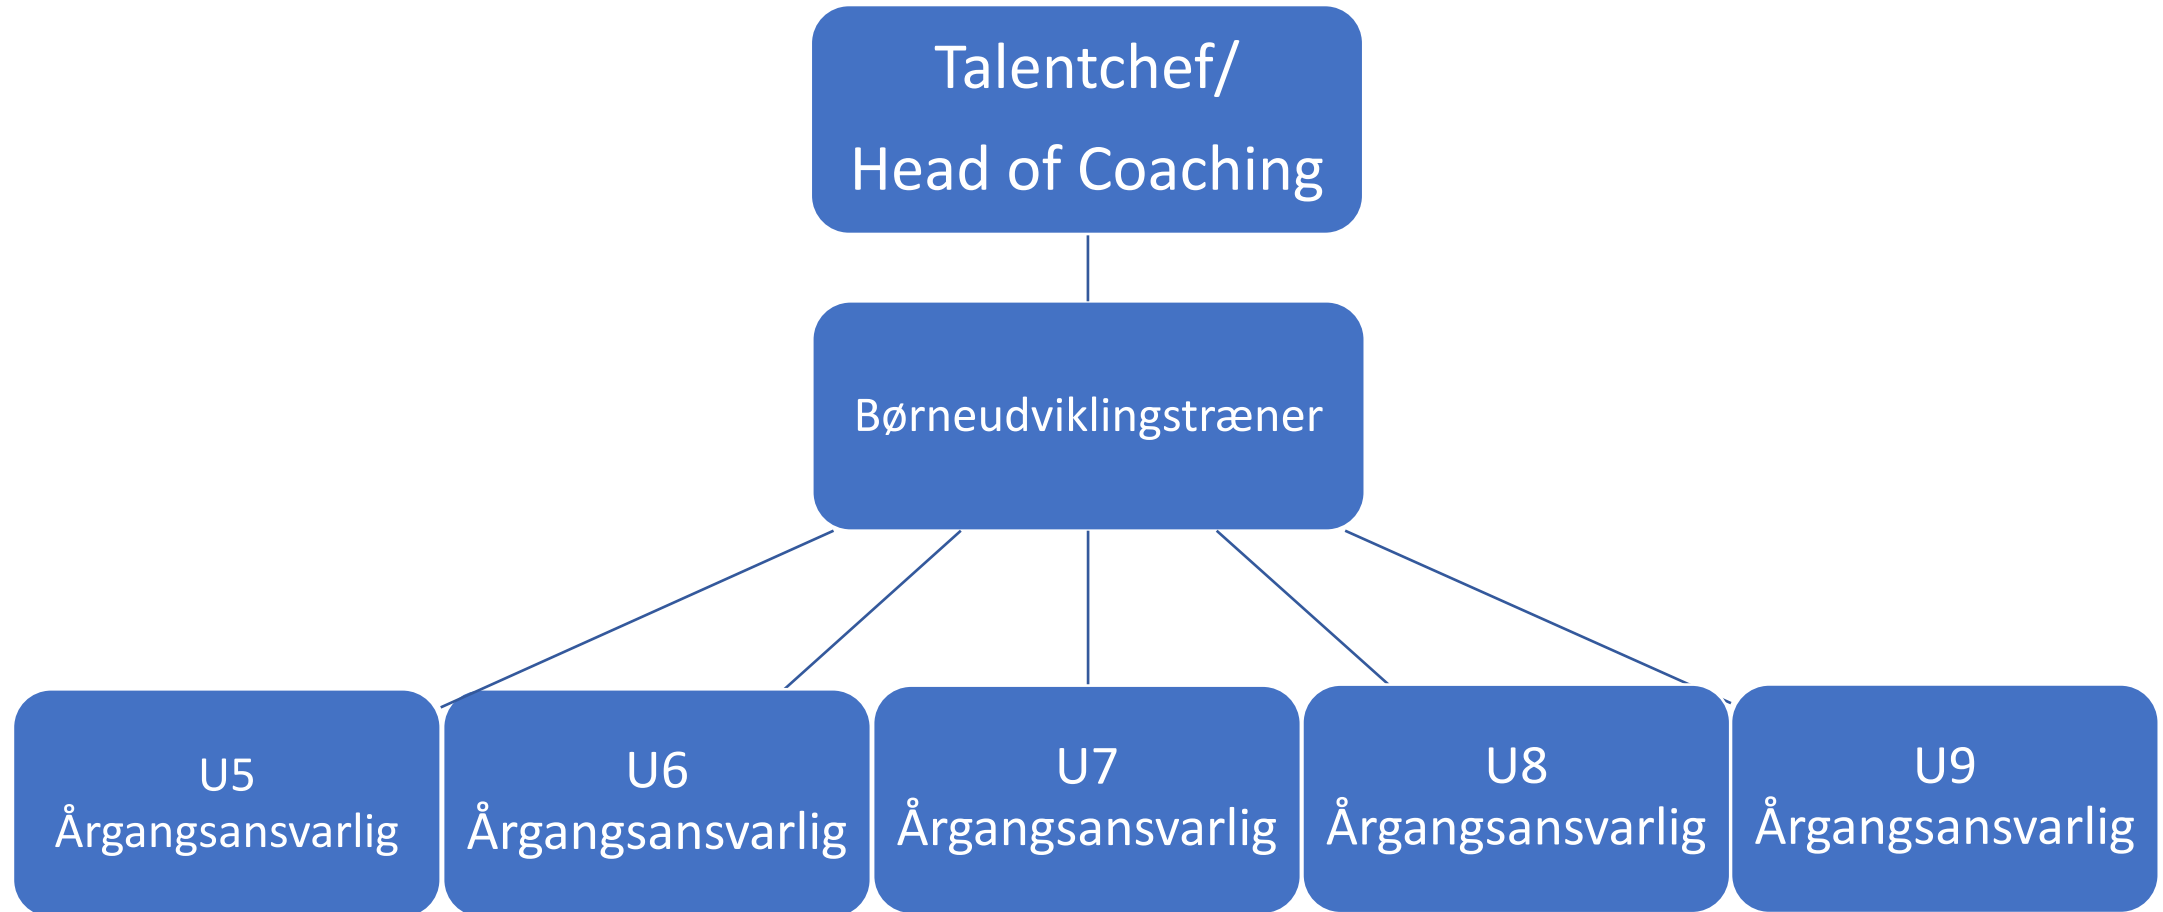 Talentchef/
Head of Coaching
Børneudviklingstræner
U5
Årgangsansvarlig
U6
Årgangsansvarlig
U7
Årgangsansvarlig
U8
Årgangsansvarlig
U9
Årgangsansvarlig